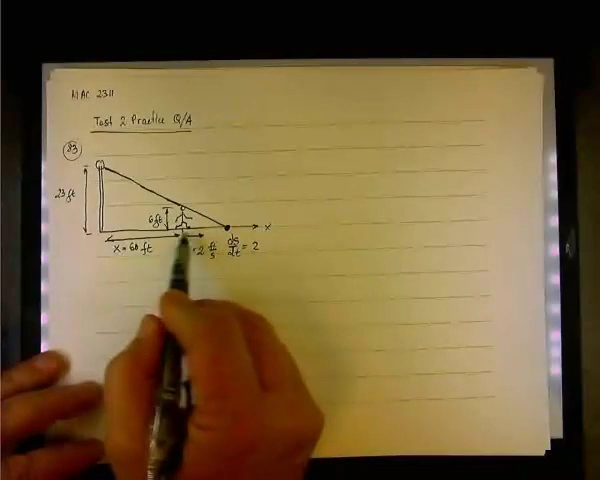 MAC 2311
Test 2 Practice Q/A
83
23 ft
6 ft
x = 60 ft
2 ft/s ds/dt = 2
x